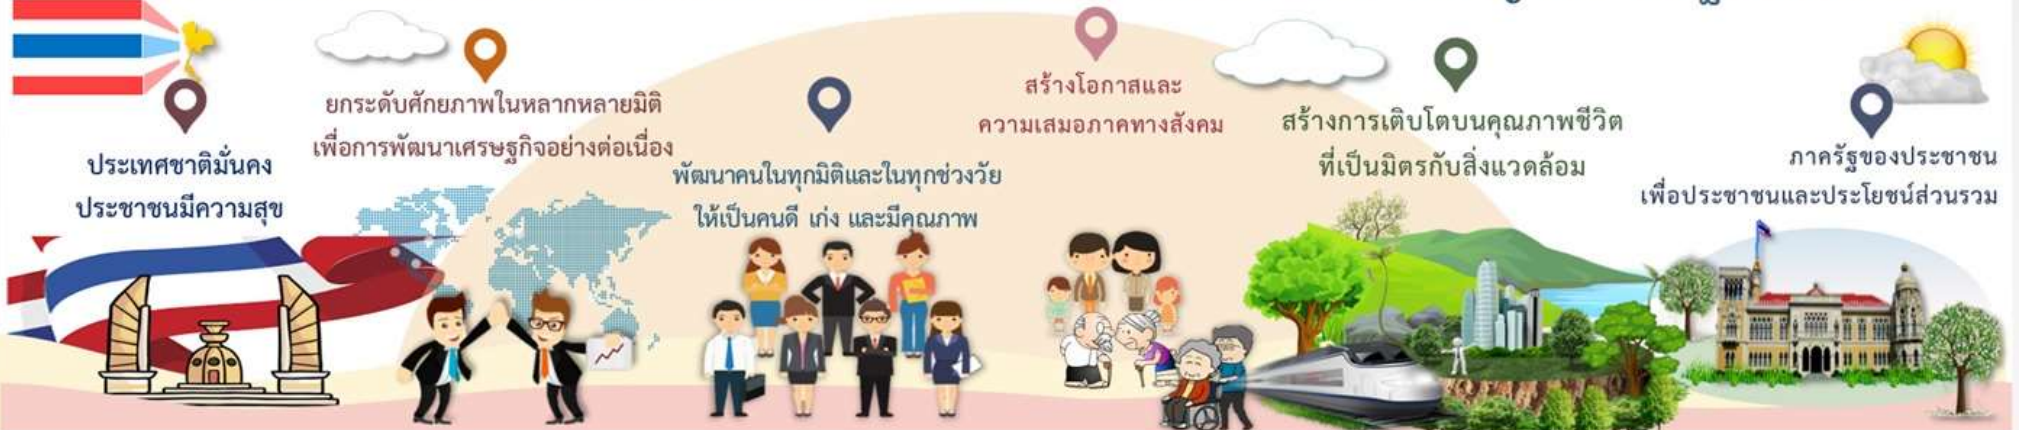 ประเทศชาติมั่นคง
ประชาชนมีความสุข
ยกระดับศักยภาพในหลากหลายมิติ
เพื่อการพัฒนาเศรษฐกิจอย่างต่อเนื่อง
พัฒนาคนในทุกมิติและในทุกช่วงวัย
ให้เป็นคนดี เก่ง และมีคุณภาพ
สร้างโอกาสและ
ความเสมอภาคทางสังคม
สร้างการเติบโตบนคุณภาพชีวิต
ที่เป็นมิตรกับสิ่งแวดล้อม
ภาครัฐของประชาชน
เพื่อประชาชนและประโยชน์ส่วนรวม